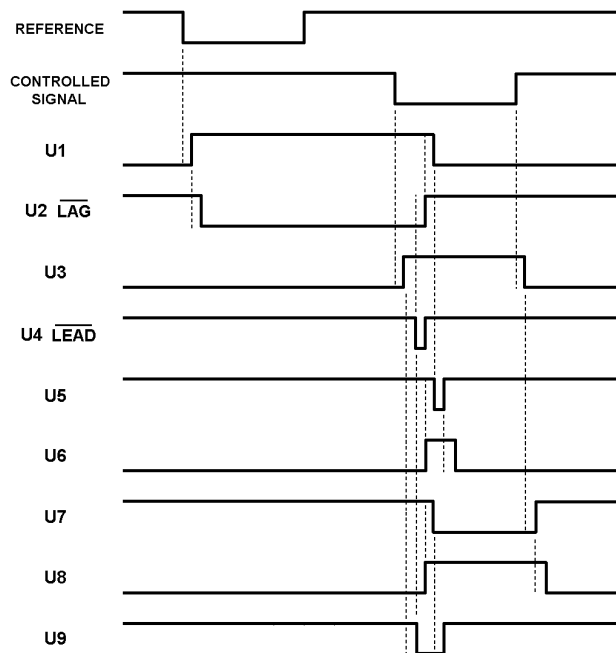 REFERENCE
CONTROLLED
SIGNAL
U1
U2 LAG
U3
U4 LEAD
U5
U6
U7
U8
U9